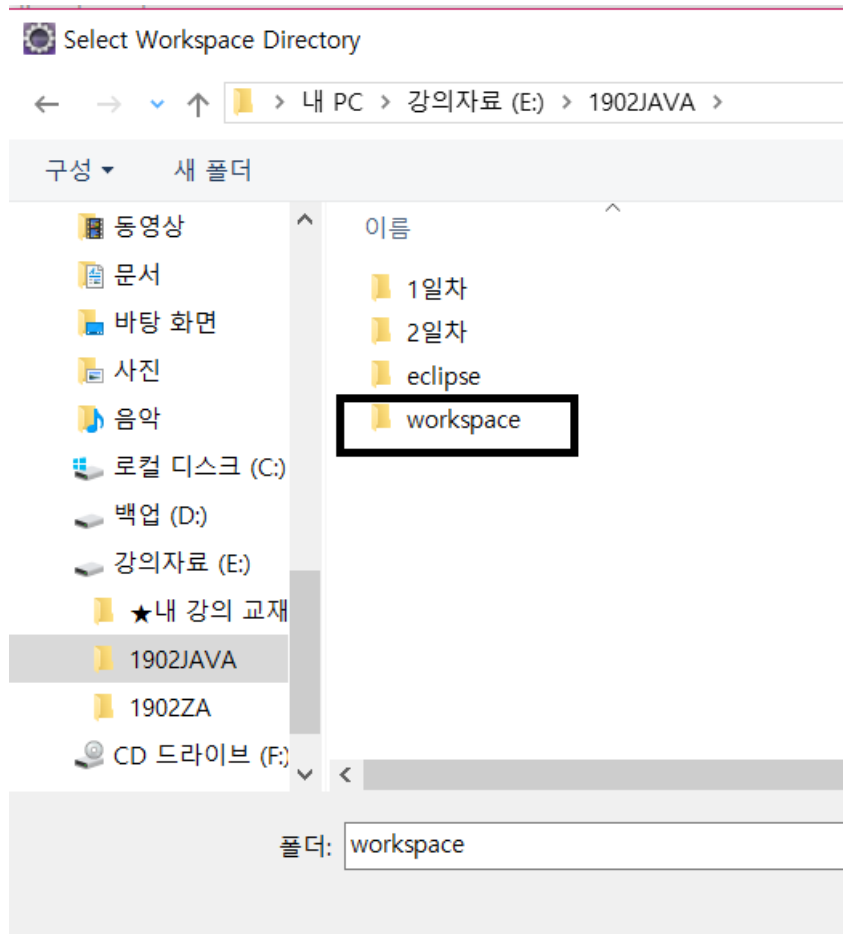 Select Workspace Directory
내 PC > 강의자료 (E:) > 1902JAVA >
구성 새 폴더
동영상
문서
바탕 화면
사진
음악
로컬 디스크 (C:)
백업 (D:)
강의자료 (E:)
★내 강의 교재
1902JAVA
1902ZA
CD 드라이브 (F:)
이름
1일차
2일차
eclipse
workspace
폴더: workspace